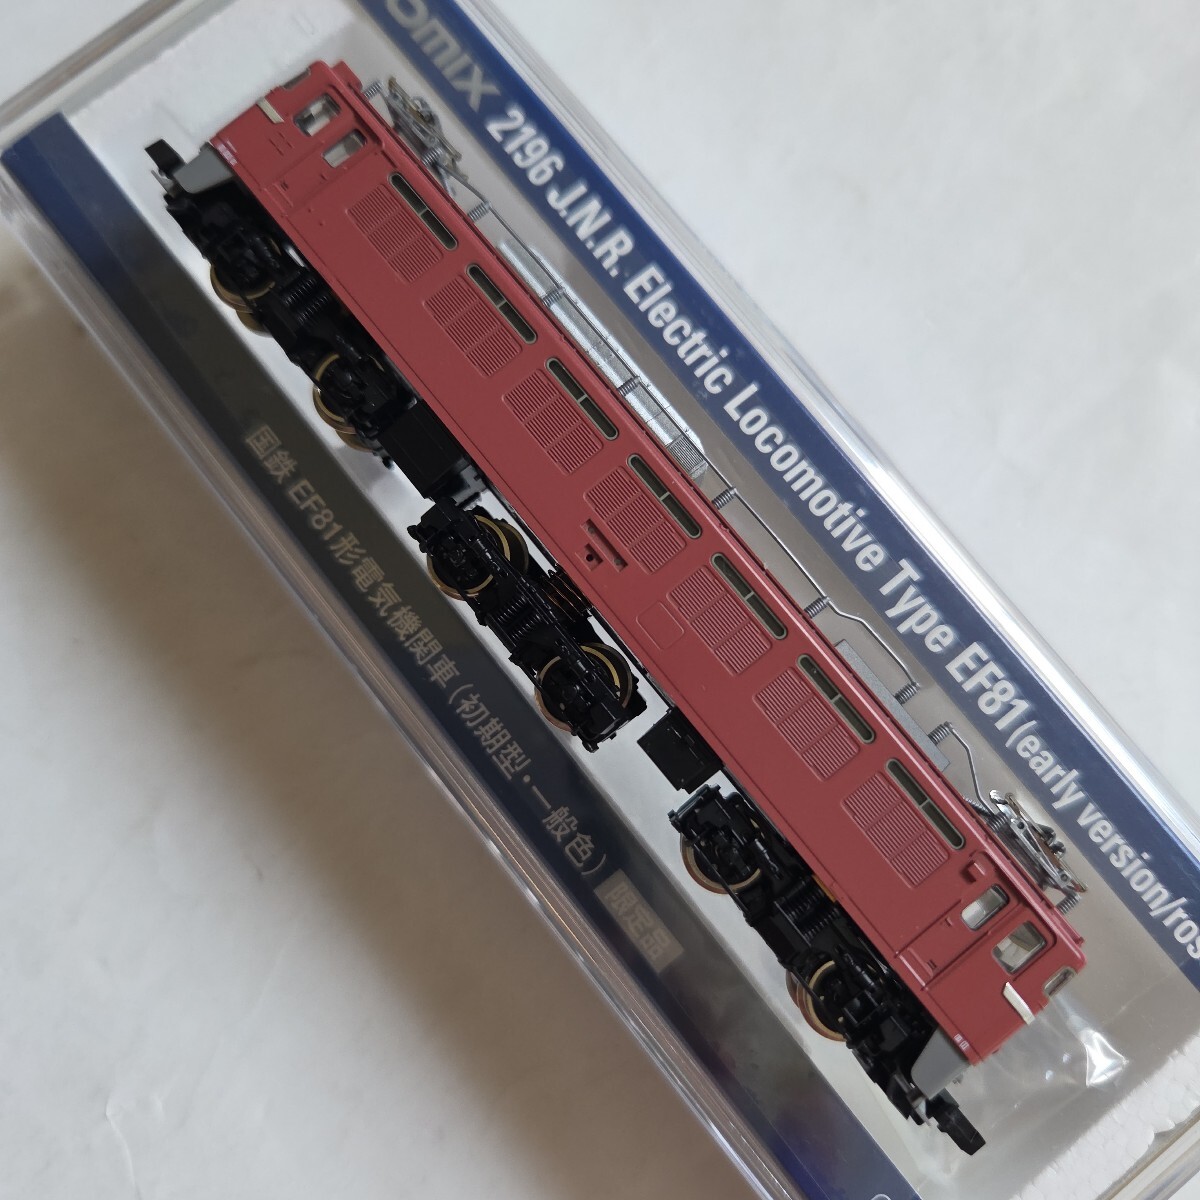 omix 2196 J.N.R. Electric Locomotive Type EF81(early version/ros
国鉄 EF81形電気機関車(初期型・一般色) 限定品